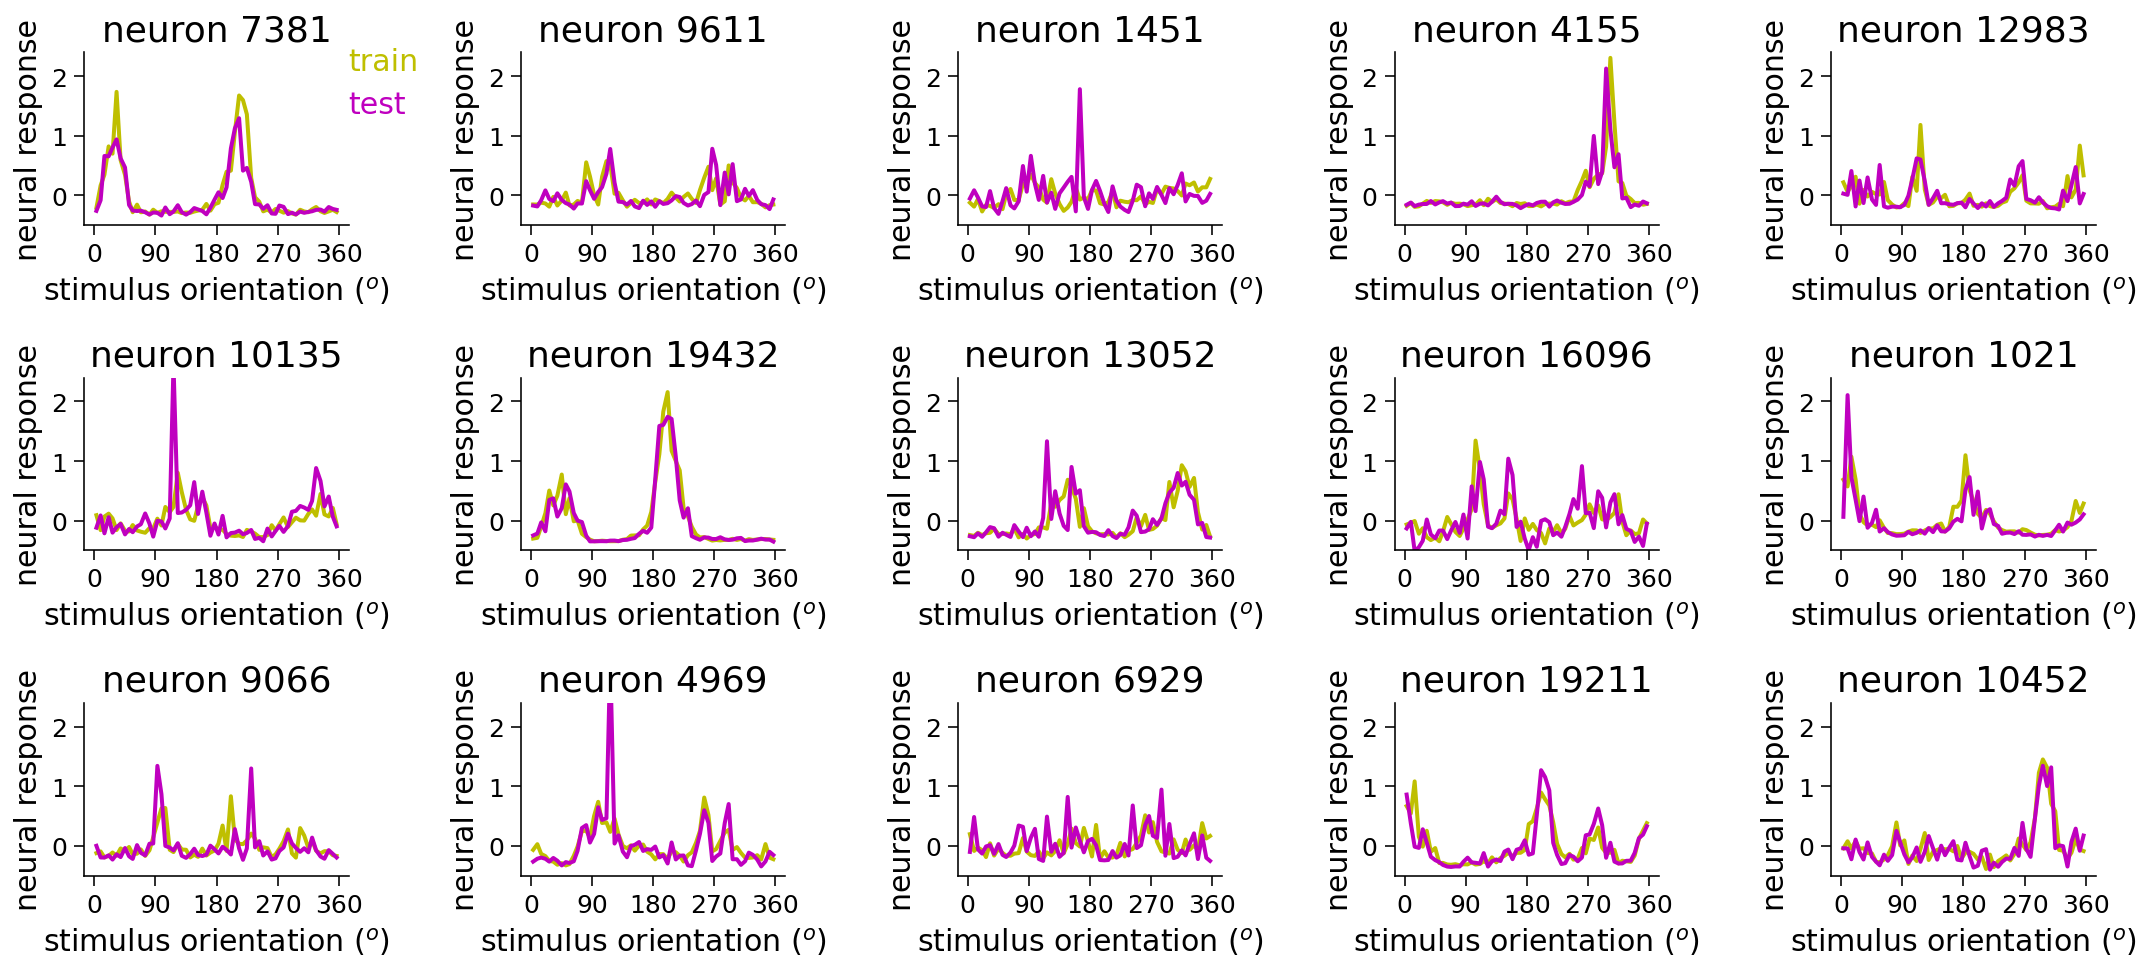 neuron 7381
neuron 9611
neuron 1451
neuron 4155
neuron 12983
train
test
neural response
2
1
0
0 90 180 270 360
stimulus orientation (o)
neural response
2
1
0
0 90 180 270 360
stimulus orientation (o)
neural response
2
1
0
0 90 180 270 360
stimulus orientation (o)
neural response
2
1
0
0 90 180 270 360
stimulus orientation (o)
neural response
2
1
0
0 90 180 270 360
stimulus orientation (o)
neuron 10135
neuron 19432
neuron 13052
neuron 16096
neuron 1021
neural response
2
1
0
0 90 180 270 360
stimulus orientation (o)
neural response
2
1
0
0 90 180 270 360
stimulus orientation (o)
neural response
2
1
0
0 90 180 270 360
stimulus orientation (o)
neural response
2
1
0
0 90 180 270 360
stimulus orientation (o)
neural response
2
1
0
0 90 180 270 360
stimulus orientation (o)
neuron 9066
neuron 4969
neuron 6929
neuron 19211
neuron 10452
neural response
2
1
0
0 90 180 270 360
stimulus orientation (o)
neural response
2
1
0
0 90 180 270 360
stimulus orientation (o)
neural response
2
1
0
0 90 180 270 360
stimulus orientation (o)
neural response
2
1
0
0 90 180 270 360
stimulus orientation (o)
neural response
2
1
0
0 90 180 270 360
stimulus orientation (o)